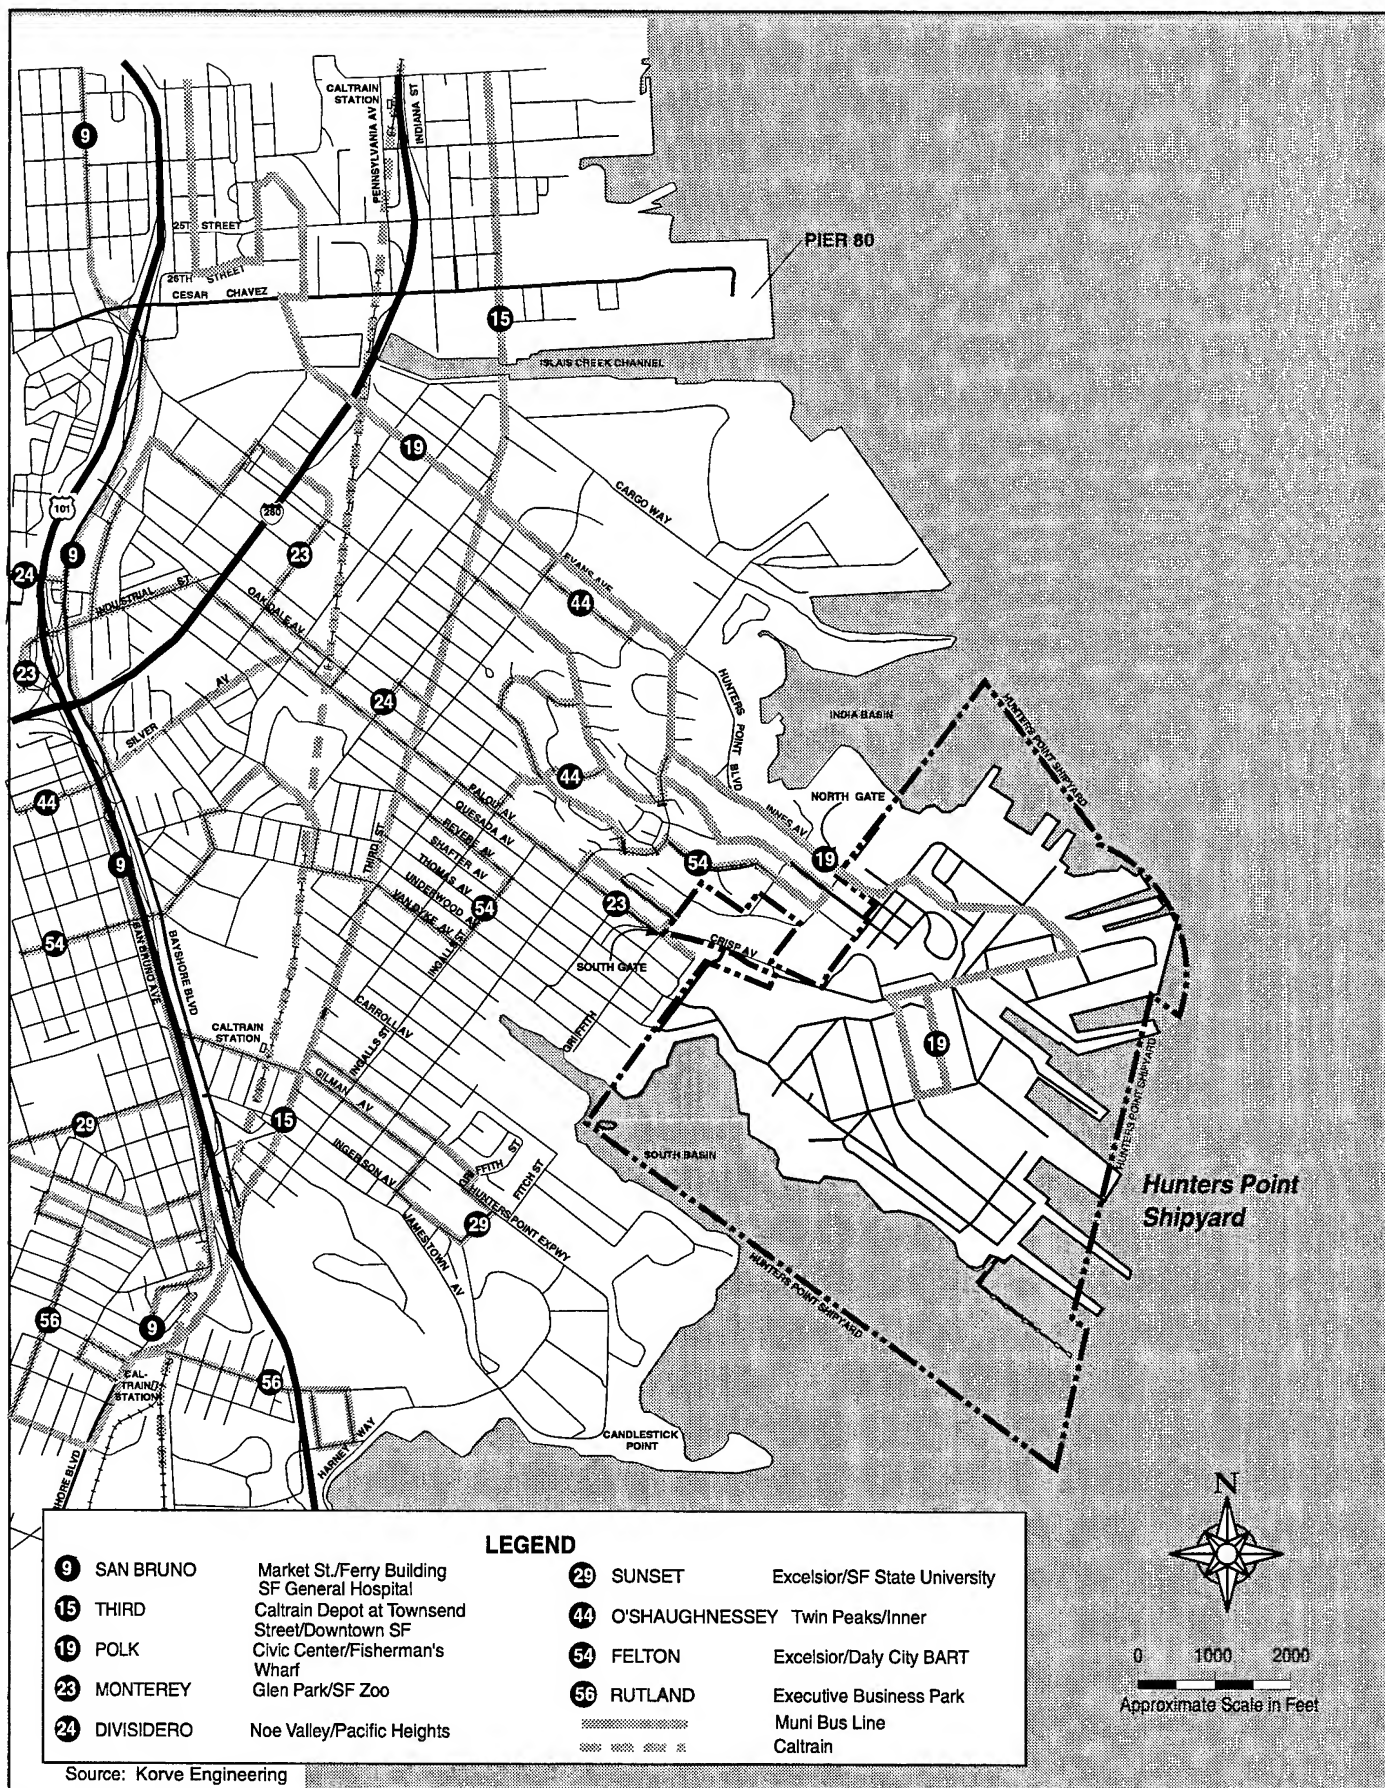 CALTRAIN
STATION
PENNSYLVANIA AV
INDIANA ST
9
25TH STREET
PIER 80
26TH STREET
CESAR CHAVEZ
15
ISLAIS CREEK CHANNEL
19
CARGO WAY
101
280
9
23
EVANS AVE
24
INDUSTRIAL ST
OAKDALE AV
44
23
SILVER AV
24
HUNTERS POINT BLVD
INDIA BASIN
HUNTERS POINT SHIPYARD
44
44
PALOU AV
QUESADA AV
REVERE AV
SHAFTER AV
THOMAS AV
UNDERWOOD AV
VAN DYKE AV
THIRD ST
INNES AV
NORTH GATE
9
54
19
54
23
INGALLS ST
CRISP AV
SOUTH GATE
54
SAN BRUNO AVE
BAYSHORE BLVD
CARROLL AV
INGALLS ST
GRIFFITH
CALTRAIN
STATION
19
GILMAN AV
HUNTERS POINT SHIPYARD
15
29
INGERSON AV
GRIFFITH ST
FITCH ST
SOUTH BASIN
Hunters Point
Shipyard
HUNTERS POINT EXPWY
29
JAMESTOWN AV
HUNTERS POINT SHIPYARD
56
9
CAL-
TRAIN
STATION
56
HARNEY WAY
CANDLESTICK
POINT
SHORE BLVD
N
LEGEND
9 SAN BRUNO Market St./Ferry Building
SF General Hospital
15 THIRD Caltrain Depot at Townsend
Street/Downtown SF
19 POLK Civic Center/Fisherman's
Wharf
23 MONTEREY Glen Park/SF Zoo
24 DIVISIDERO Noe Valley/Pacific Heights
29 SUNSET Excelsior/SF State University
44 O'SHAUGHNESSEY Twin Peaks/Inner
54 FELTON Excelsior/Daly City BART
56 RUTLAND Executive Business Park
Muni Bus Line
Caltrain
0 1000 2000
Approximate Scale in Feet
Source: Korve Engineering